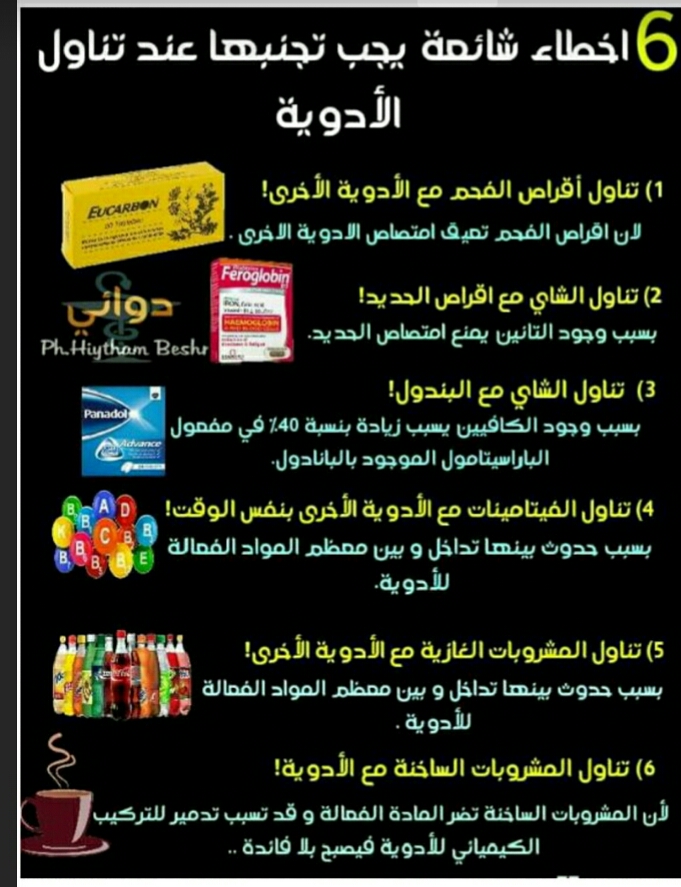 6 اخطاء شائعة يجب تجنبها عند تناول
الأدوية
1) تناول أقراص الفحم مع الأدوية الأخرى!
لان اقراص الفحم تعيق امتصاص الادوية الاخرى .
EUCARBON
2) تناول الشاي مع اقراص الحديد!
بسبب وجود التانين يمنع امتصاص الحديد.
Feroglobin
HAEMOGLOBIN
دوائي
Ph.Hiytham Beshr
3) تناول الشاي مع البندول!
بسبب وجود الكافيين يسبب زيادة بنسبة 40٪ في مفعول
الباراسيتامول الموجود بالبانادول.
Panadol
Advance
4) تناول الفيتامينات مع الأدوية الأخرى بنفس الوقت!
بسبب حدوث بينها تداخل و بين معظم المواد الفعالة
للأدوية.
B A D
K B C B B
B B B B E
5) تناول المشروبات الغازية مع الأدوية الأخرى!
بسبب حدوث بينها تداخل و بين معظم المواد الفعالة
للأدوية .
6) تناول المشروبات الساخنة مع الأدوية!
لأن المشروبات الساخنة تضر المادة الفعالة و قد تسبب تدمير للتركيب
الكيميائي للأدوية فيصبح بلا فائدة ..